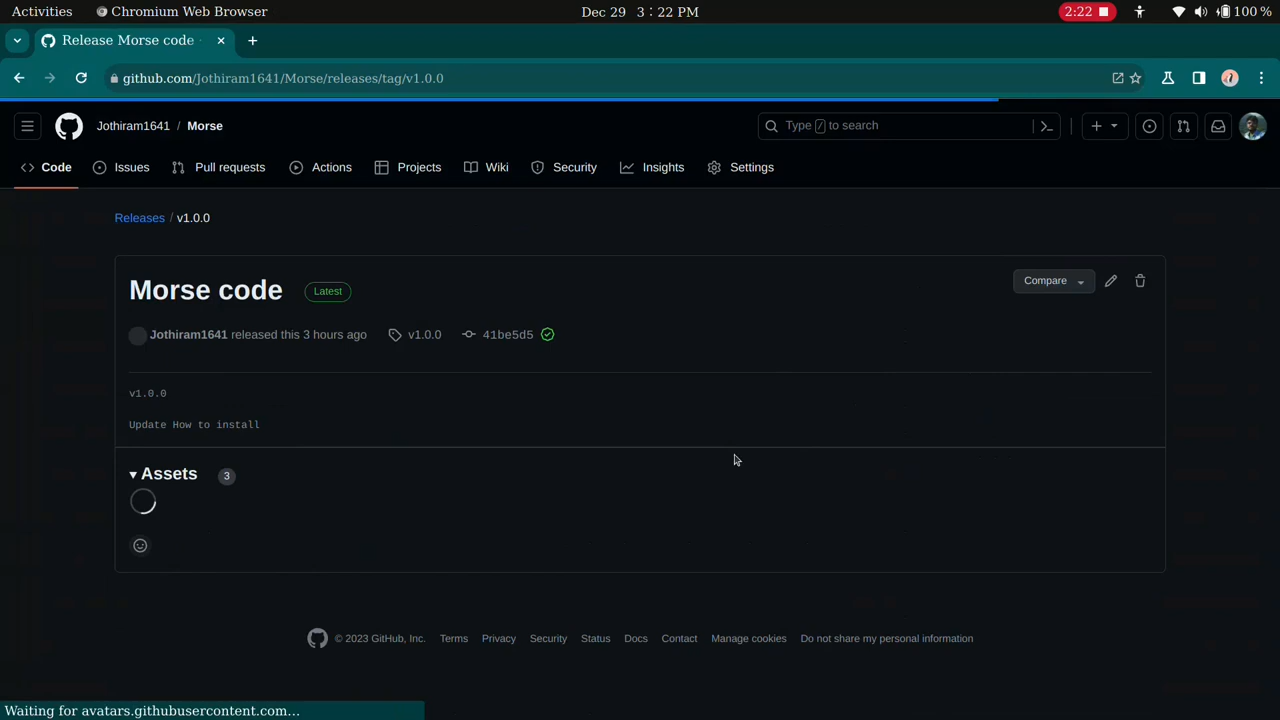 Activities Chromium Web Browser Dec 29 3:22 PM 2:22 100 %
Release Morse code ·
github.com/Jothiram1641/Morse/releases/tag/v1.0.0
Jothiram1641 / Morse Type / to search
Code Issues Pull requests Actions Projects Wiki Security Insights Settings
Releases / v1.0.0
Morse code Latest Compare
Jothiram1641 released this 3 hours ago v1.0.0 41be5d5
v1.0.0
Update How to install
Assets 3
© 2023 GitHub, Inc. Terms Privacy Security Status Docs Contact Manage cookies Do not share my personal information
Waiting for avatars.githubusercontent.com...